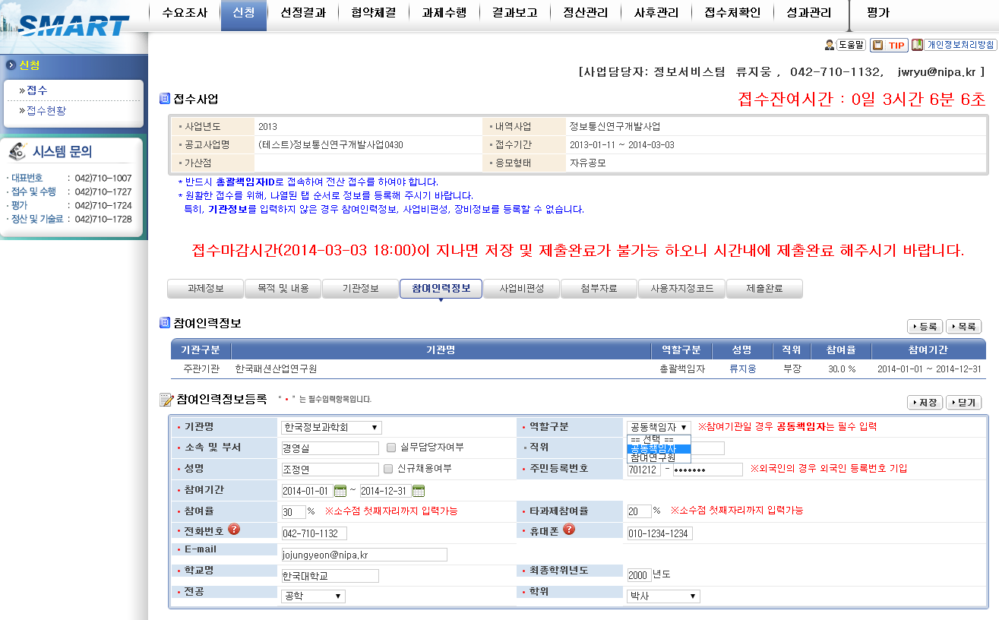 SMART
수요조사 신청 선정결과 협약체결 과제수행 결과보고 정산관리 사후관리 접수처확인 성과관리 평가
도움말 TIP 개인정보처리방침
신청
» 접수
» 접수현황
시스템 문의
· 대표번호 : 042)710-1007
· 접수 및 수행 : 042)710-1727
· 평가 : 042)710-1724
· 정산 및 기술료 : 042)710-1728
[사업담당자: 정보서비스팀 류지웅 , 042-710-1132, jwryu@nipa.kr ]
접수사업
접수잔여시간 : 0일 3시간 6분 6초
사업년도 2013 내역사업 정보통신연구개발사업
공고사업명 (테스트)정보통신연구개발사업0430 접수기간 2013-01-11 ~ 2014-03-03
가산점 응모형태 자유공모
* 반드시 총괄책임자ID로 접속하여 전산 접수를 하여야 합니다.
* 원활한 접수를 위해, 나열된 탭 순서로 정보를 등록해 주시기 바랍니다.
특히, 기관정보를 입력하지 않은 경우 참여인력정보, 사업비편성, 장비정보를 등록할 수 없습니다.
접수마감시간(2014-03-03 18:00)이 지나면 저장 및 제출완료가 불가능 하오니 시간내에 제출완료 해주시기 바랍니다.
과제정보 목적 및 내용 기관정보 참여인력정보 사업비편성 첨부자료 사용자지정코드 제출완료
참여인력정보
등록 목록
기관구분 기관명 역할구분 성명 직위 참여율 참여기간
주관기관 한국패션산업연구원 총괄책임자 류지웅 부장 30.0 % 2014-01-01 ~ 2014-12-31
참여인력정보등록 " • " 는 필수입력항목입니다.
저장 닫기
기관명 한국정보과학회 역할구분 공동책임자 ※참여기관일 경우 공동책임자는 필수 입력
== 선택 ==
공동책임자
참여연구원
소속 및 부서 경영실 실무담당자여부 직위
성명 조정연 신규채용여부 주민등록번호 701212 - ••••••• ※외국인의 경우 외국인 등록번호 기입
참여기간 2014-01-01 ~ 2014-12-31
참여율 30 % ※소수점 첫째자리까지 입력가능 타과제참여율 20 % ※소수점 첫째자리까지 입력가능
전화번호 042-710-1132 휴대폰 010-1234-1234
E-mail jojungyeon@nipa.kr
학교명 한국대학교 최종학위년도 2000 년도
전공 공학 학위 박사